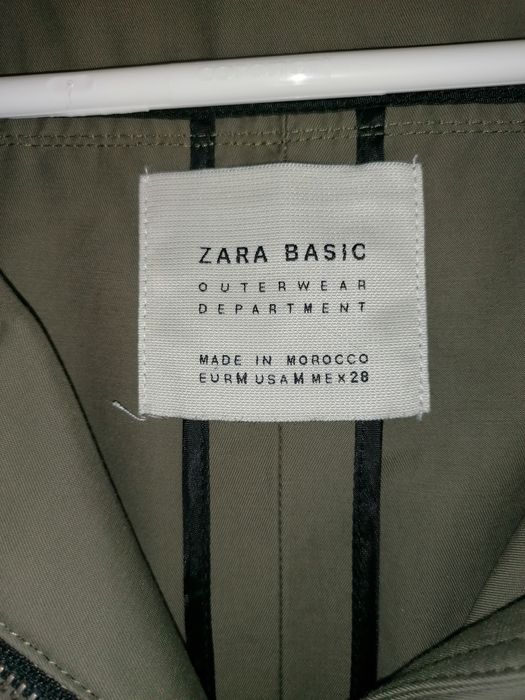 ZARA BASIC
OUTERWEAR
DEPARTMENT
MADE IN MOROCCO
EUR M USA M MEX 28